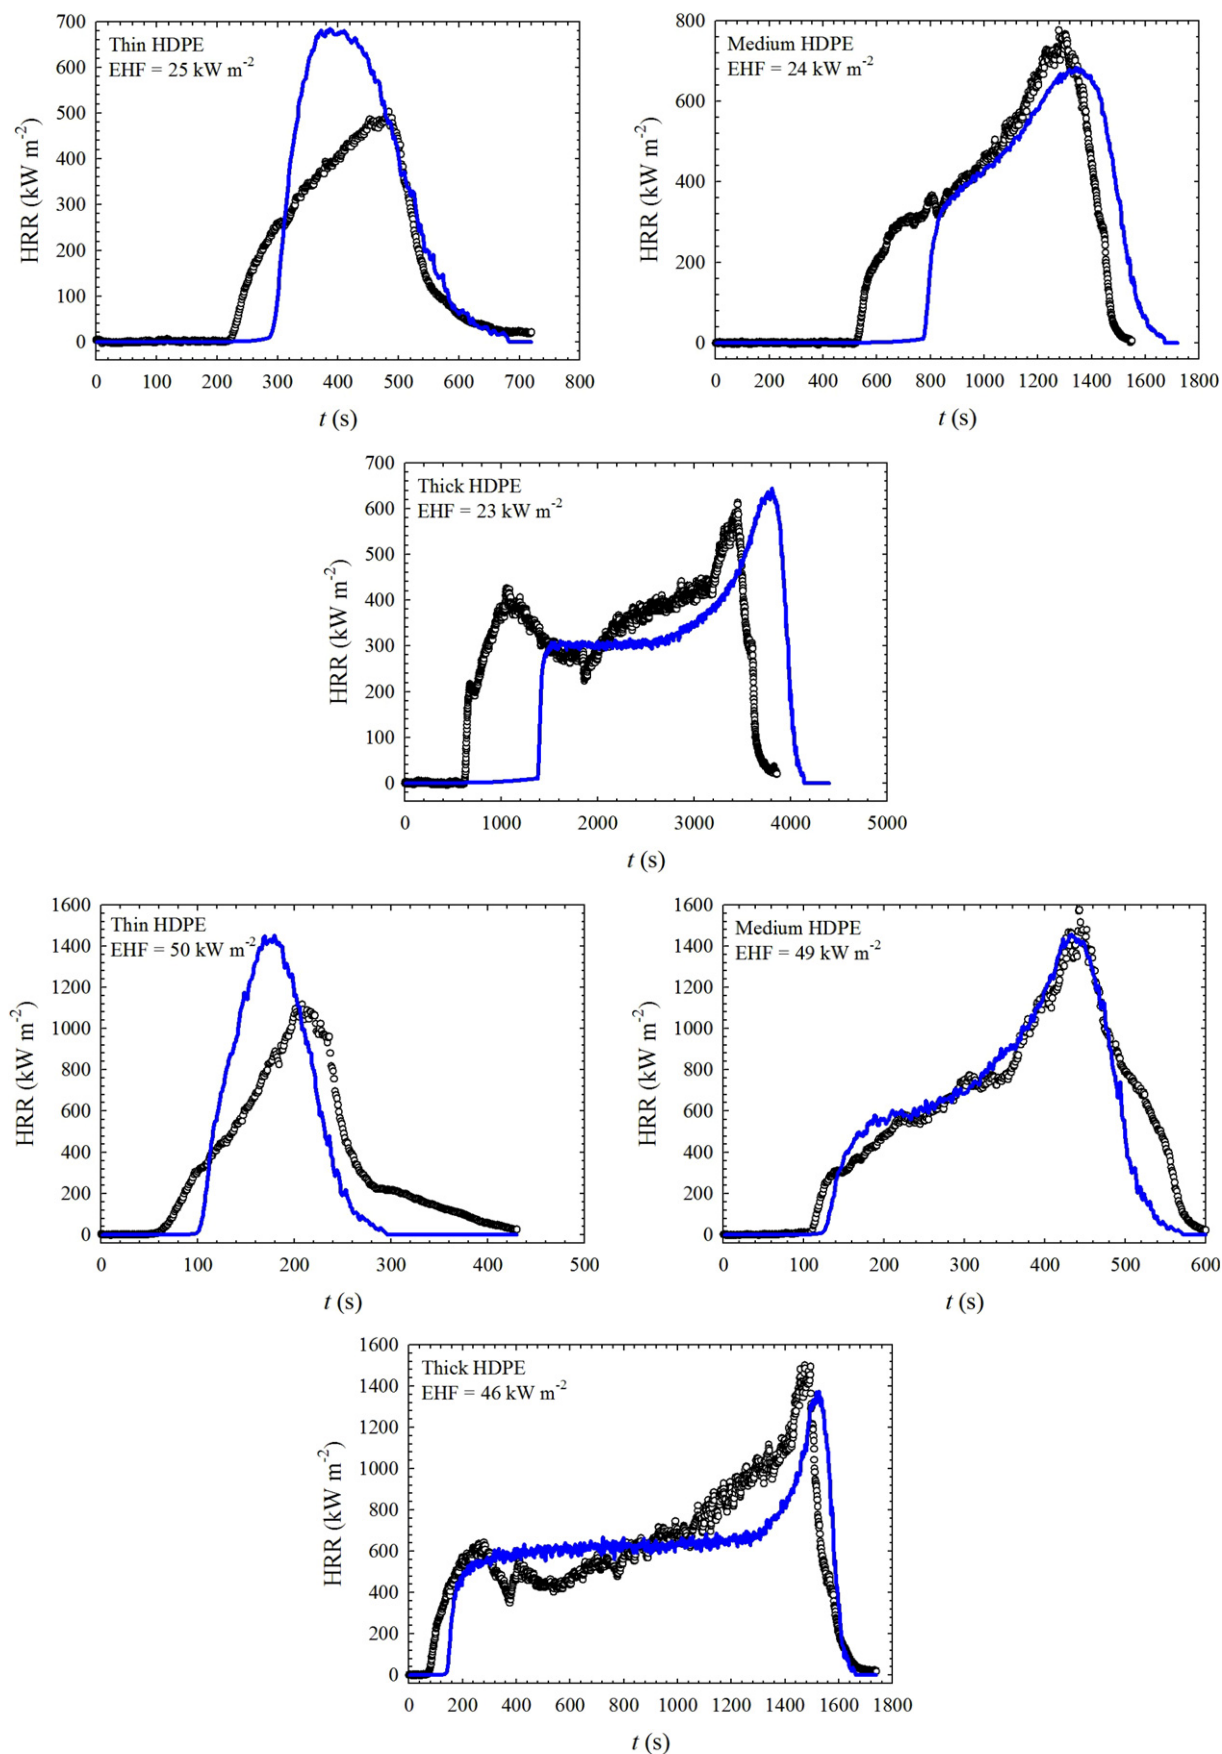 Thin HDPE
EHF = 25 kW m-2
HRR (kW m-2)
700
600
500
400
300
200
100
0
0 100 200 300 400 500 600 700 800
t (s)
Medium HDPE
EHF = 24 kW m-2
HRR (kW m-2)
800
600
400
200
0
0 200 400 600 800 1000 1200 1400 1600 1800
t (s)
Thick HDPE
EHF = 23 kW m-2
HRR (kW m-2)
700
600
500
400
300
200
100
0
0 1000 2000 3000 4000 5000
t (s)
Thin HDPE
EHF = 50 kW m-2
HRR (kW m-2)
1600
1400
1200
1000
800
600
400
200
0
0 100 200 300 400 500
t (s)
Medium HDPE
EHF = 49 kW m-2
HRR (kW m-2)
1600
1400
1200
1000
800
600
400
200
0
0 100 200 300 400 500 600
t (s)
Thick HDPE
EHF = 46 kW m-2
HRR (kW m-2)
1600
1400
1200
1000
800
600
400
200
0
0 200 400 600 800 1000 1200 1400 1600 1800
t (s)